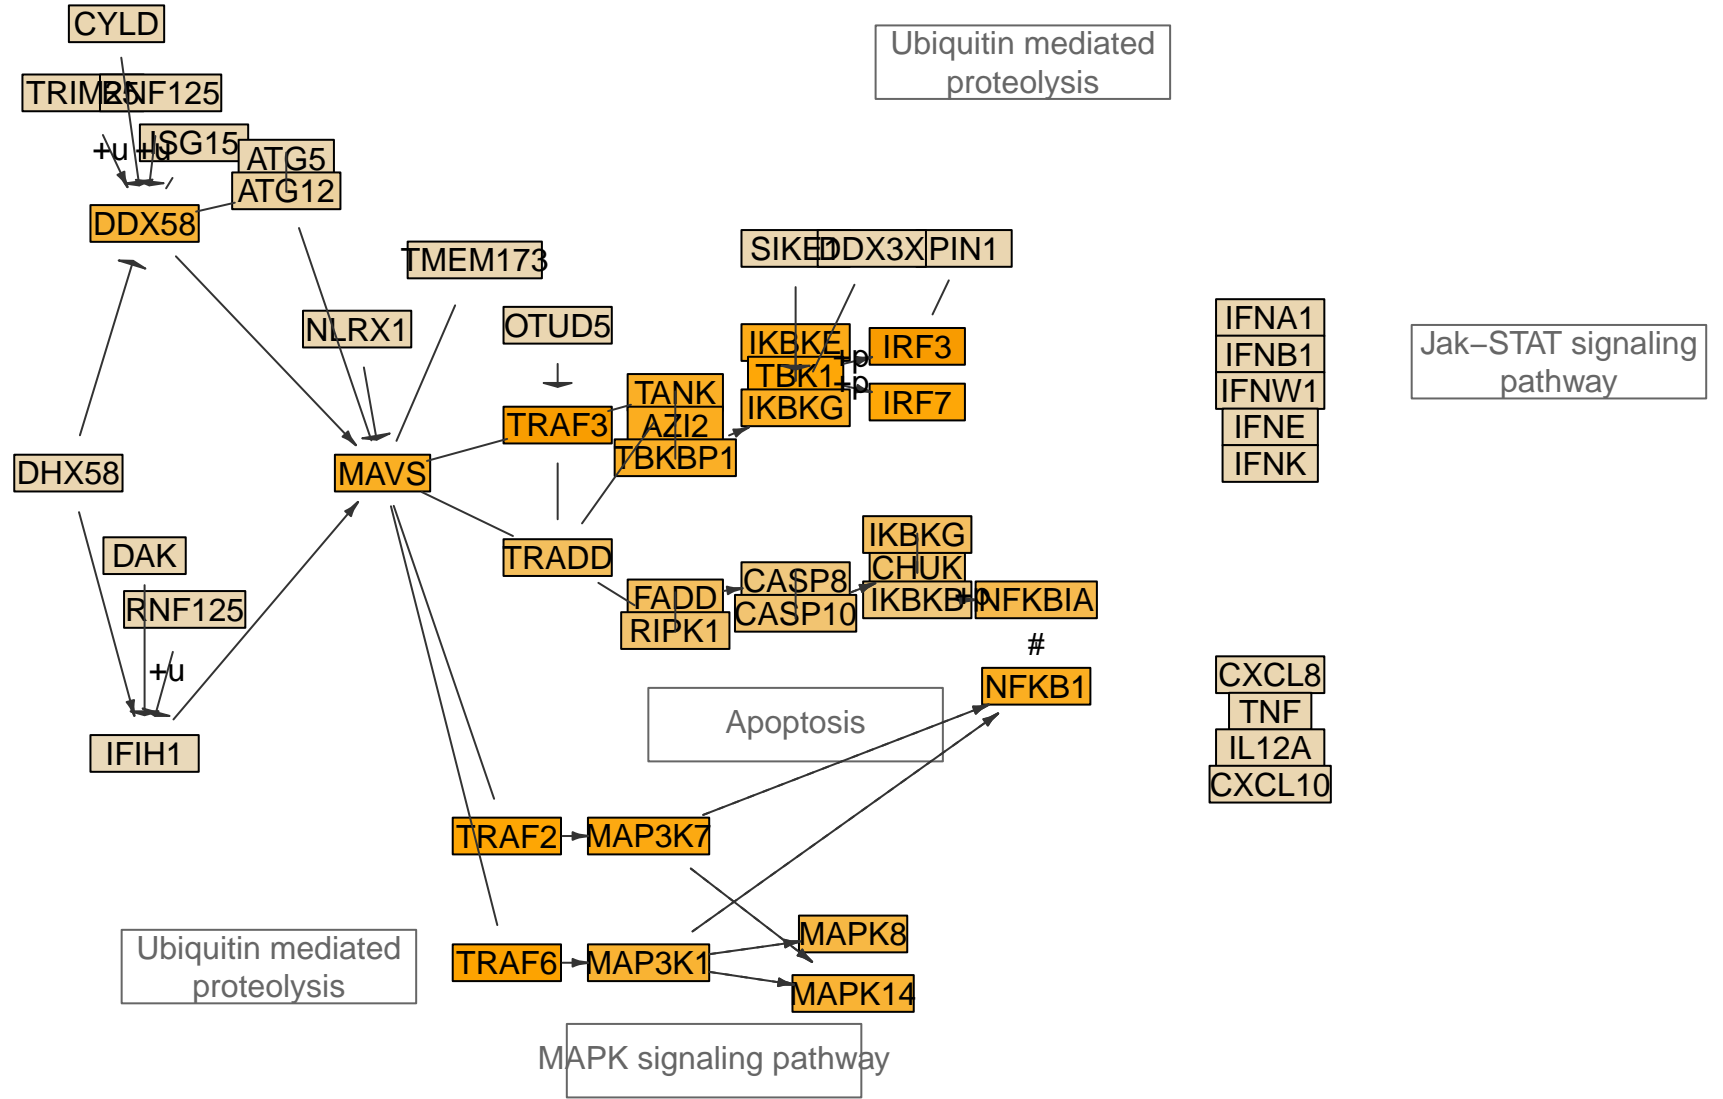 CYLD
Ubiquitin mediated
proteolysis
TRIM25
RNF125
ISG15
+u
+u
ATG5
ATG12
DDX58
TMEM173
SIKE1
DDX3X
PIN1
NLRX1
OTUD5
IKBKE
TBK1
IKBKG
+p
+p
IRF3
IRF7
IFNA1
IFNB1
IFNW1
IFNE
IFNK
Jak−STAT signaling
pathway
TANK
AZI2
TBKBP1
TRAF3
DHX58
MAVS
DAK
RNF125
+u
IFIH1
TRADD
FADD
RIPK1
CASP8
CASP10
IKBKG
CHUK
IKBKB
+p
NFKBIA
#
NFKB1
Apoptosis
CXCL8
TNF
IL12A
CXCL10
TRAF2
MAP3K7
Ubiquitin mediated
proteolysis
TRAF6
MAP3K1
MAPK8
MAPK14
MAPK signaling pathway